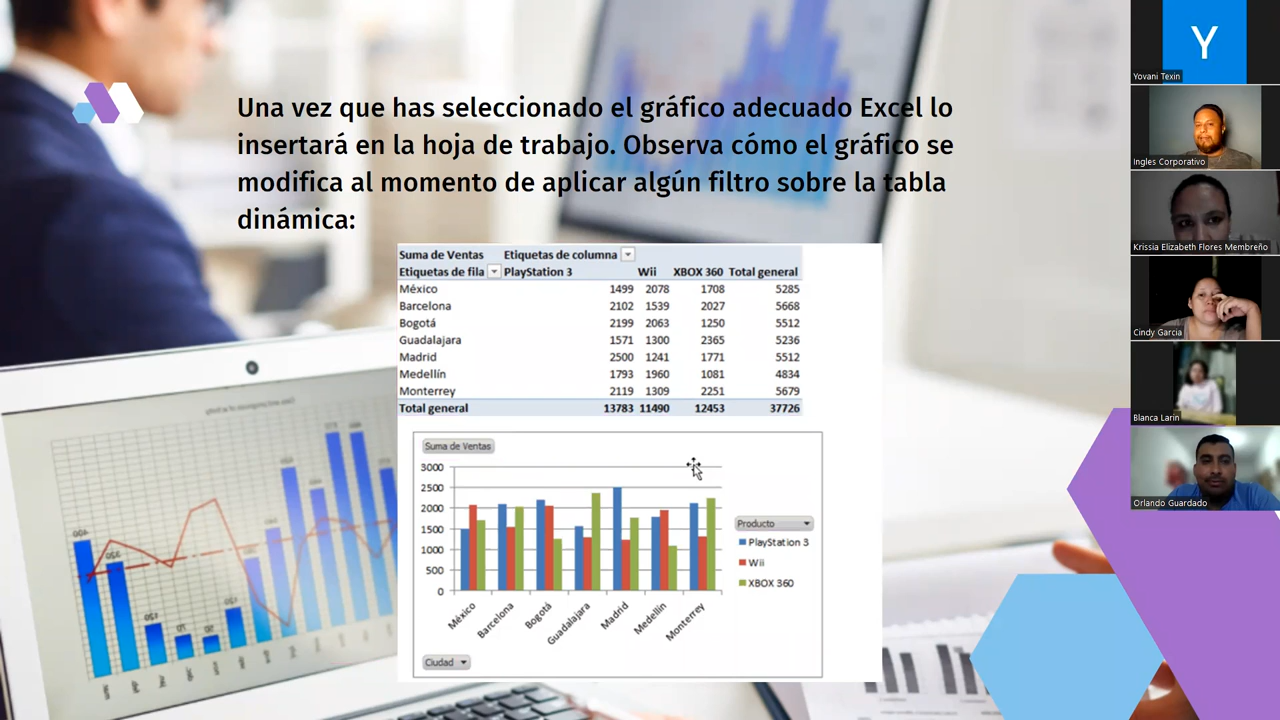 Una vez que has seleccionado el gráfico adecuado Excel lo
insertará en la hoja de trabajo. Observa cómo el gráfico se
modifica al momento de aplicar algún filtro sobre la tabla
dinámica:
Suma de Ventas Etiquetas de columna
Etiquetas de fila PlayStation 3 Wii XBOX 360 Total general
México 1499 2078 1708 5285
Barcelona 2102 1539 2027 5668
Bogotá 2199 2063 1250 5512
Guadalajara 1571 1300 2365 5236
Madrid 2500 1241 1771 5512
Medellín 1793 1960 1081 4834
Monterrey 2119 1309 2251 5679
Total general 13783 11490 12453 37726
Suma de Ventas
3000
2500
2000
1500
1000
500
0
México Barcelona Bogotá Guadalajara Madrid Medellín Monterrey
Producto
PlayStation 3
Wii
XBOX 360
Ciudad
Y
Yovani Texin
Ingles Corporativo
Krissia Elizabeth Flores Membreño
Cindy Garcia
Blanca Larin
Orlando Guardado